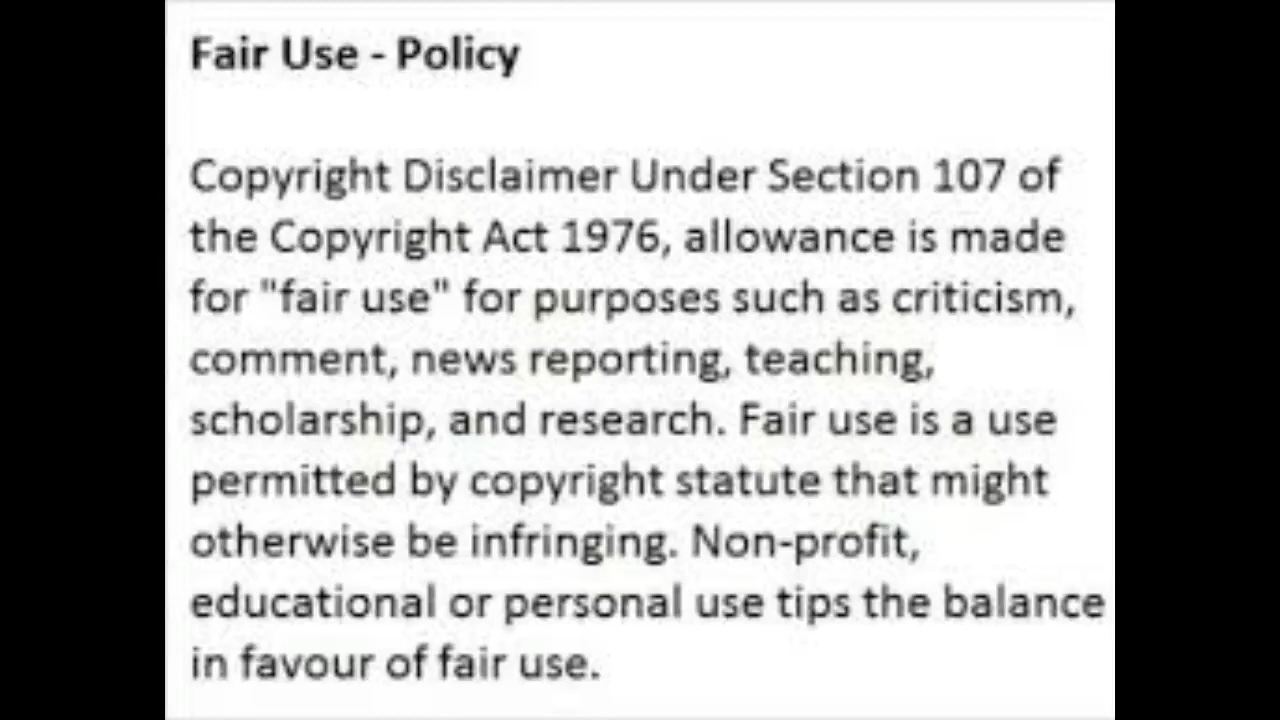 Fair Use - Policy
Copyright Disclaimer Under Section 107 of
the Copyright Act 1976, allowance is made
for "fair use" for purposes such as criticism,
comment, news reporting, teaching,
scholarship, and research. Fair use is a use
permitted by copyright statute that might
otherwise be infringing. Non-profit,
educational or personal use tips the balance
in favour of fair use.